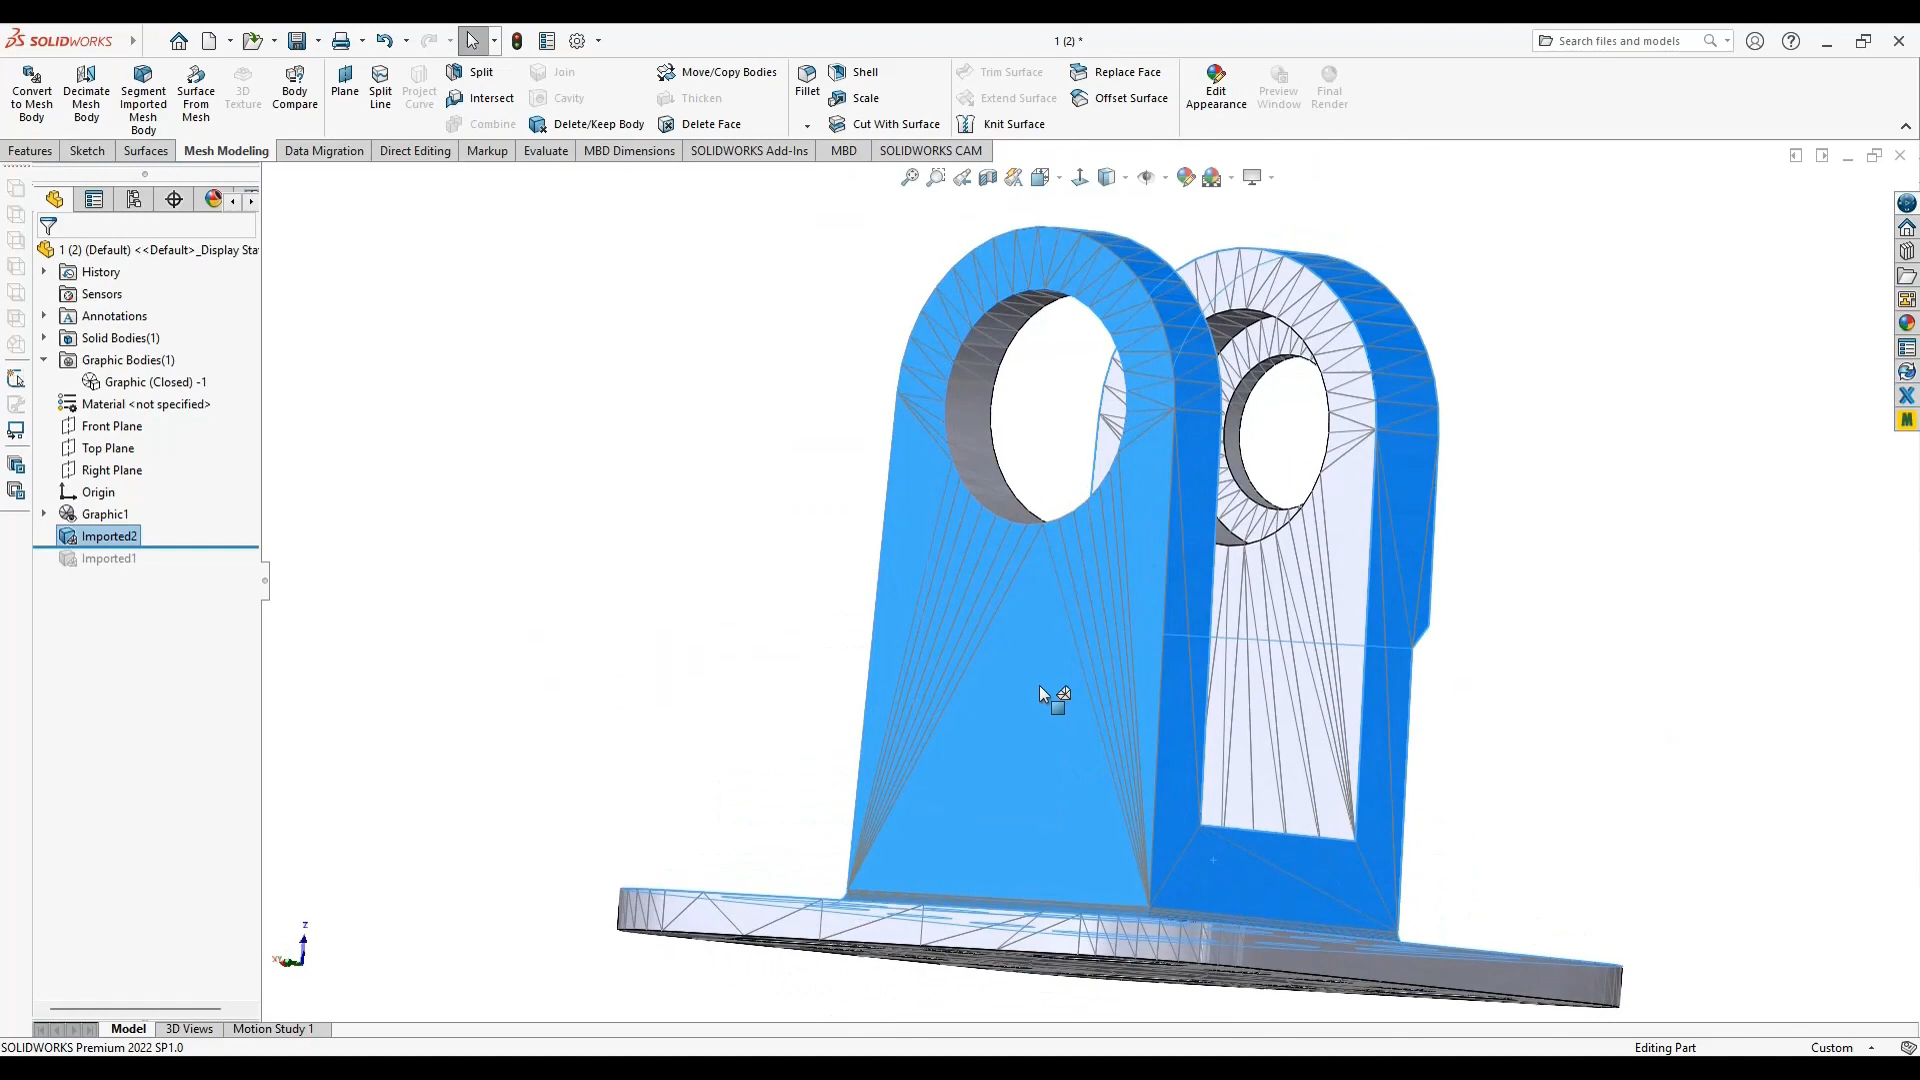 SOLIDWORKS
1 (2) *
Search files and models
Convert to Mesh Body
Decimate Mesh Body
Segment Imported Mesh Body
Surface From Mesh
3D Texture
Body Compare
Plane
Split Line
Project Curve
Split
Intersect
Combine
Join
Cavity
Delete/Keep Body
Move/Copy Bodies
Thicken
Delete Face
Fillet
Shell
Scale
Cut With Surface
Trim Surface
Extend Surface
Knit Surface
Replace Face
Offset Surface
Edit Appearance
Preview Window
Final Render
Features
Sketch
Surfaces
Mesh Modeling
Data Migration
Direct Editing
Markup
Evaluate
MBD Dimensions
SOLIDWORKS Add-Ins
MBD
SOLIDWORKS CAM
1 (2) (Default) <<Default>_Display Sta
History
Sensors
Annotations
Solid Bodies(1)
Graphic Bodies(1)
Graphic (Closed) -1
Material <not specified>
Front Plane
Top Plane
Right Plane
Origin
Graphic1
Imported2
Imported1
Z
Model
3D Views
Motion Study 1
SOLIDWORKS Premium 2022 SP1.0
Editing Part
Custom